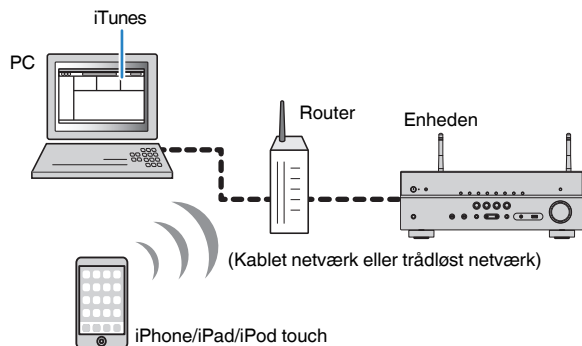 iTunes
PC
Router
Enheden
(Kablet netværk eller trådløst netværk)
iPhone/iPad/iPod touch